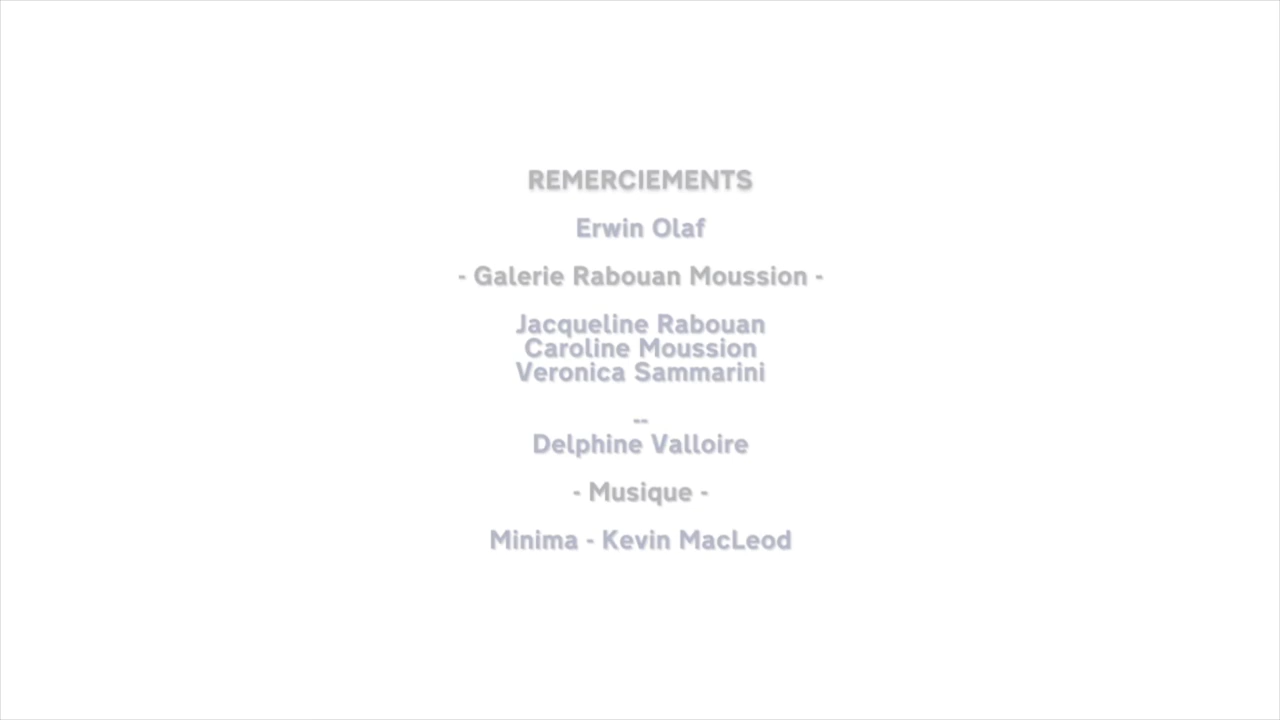 REMERCIEMENTS
Erwin Olaf
- Galerie Rabouan Moussion -
Jacqueline Rabouan
Caroline Moussion
Veronica Sammarini
--
Delphine Valloire
- Musique -
Minima - Kevin MacLeod